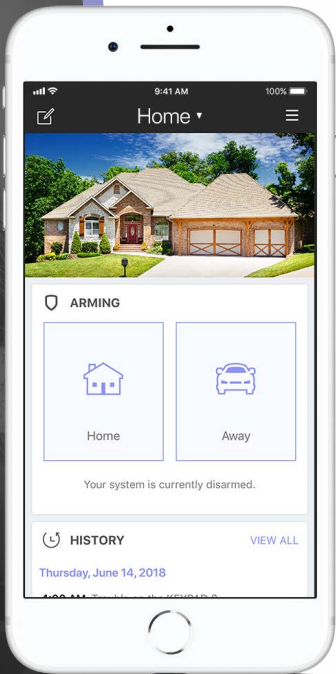 9:41 AM
100%
Home
ARMING
Home
Away
Your system is currently disarmed.
HISTORY
VIEW ALL
Thursday, June 14, 2018